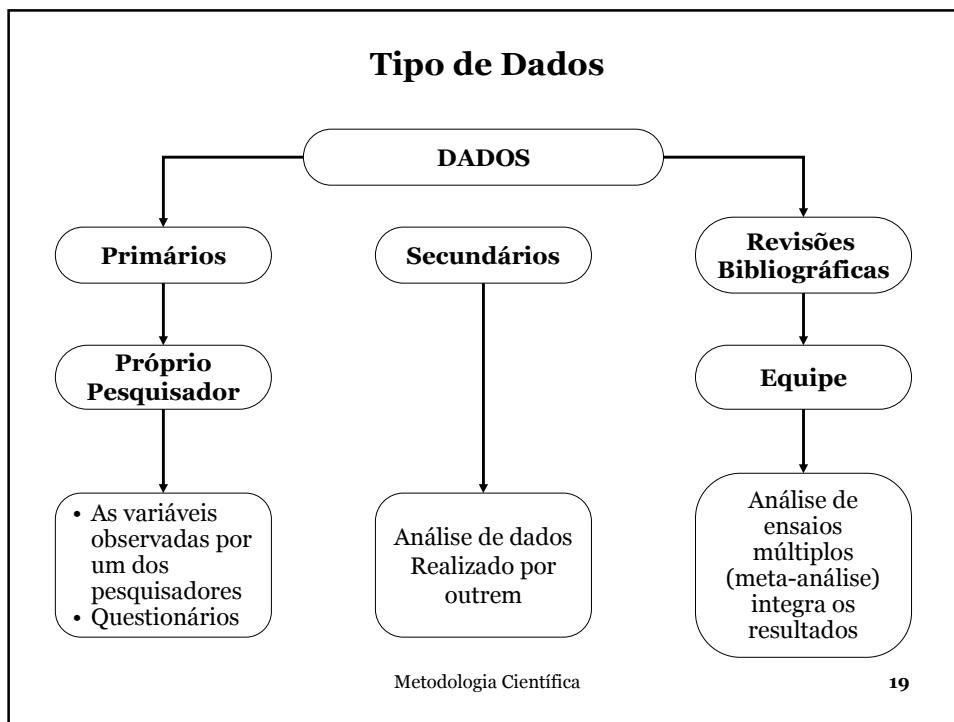 Tipo de Dados
DADOS
Primários
Secundários
Revisões
Bibliográficas
Próprio
Pesquisador
Equipe
• As variáveis
observadas por
um dos
pesquisadores
• Questionários
Análise de dados
Realizado por
outrem
Análise de
ensaios
múltiplos
(meta-análise)
integra os
resultados
Metodologia Científica
19